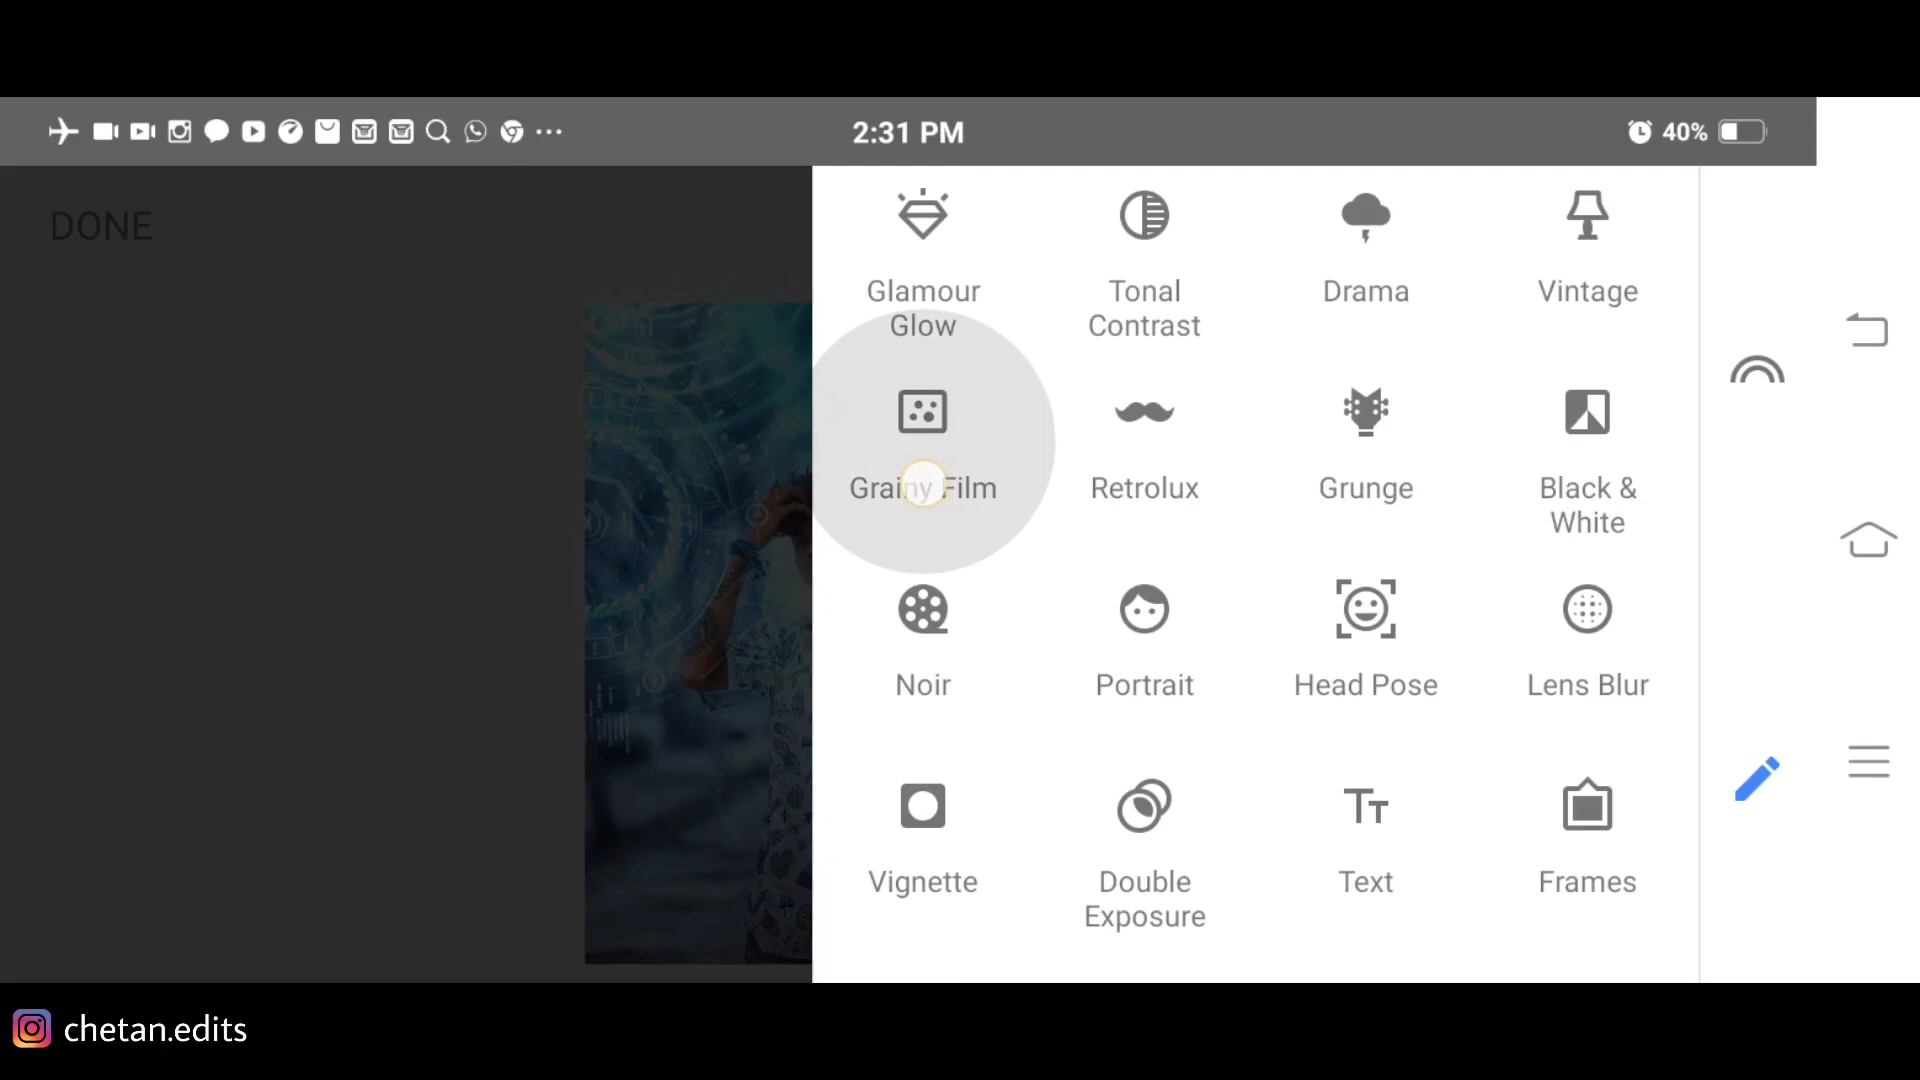 2:31 PM
40%
DONE
Glamour
Glow
Tonal
Contrast
Drama
Vintage
Grainy Film
Retrolux
Grunge
Black &
White
Noir
Portrait
Head Pose
Lens Blur
Vignette
Double
Exposure
Text
Frames
chetan.edits